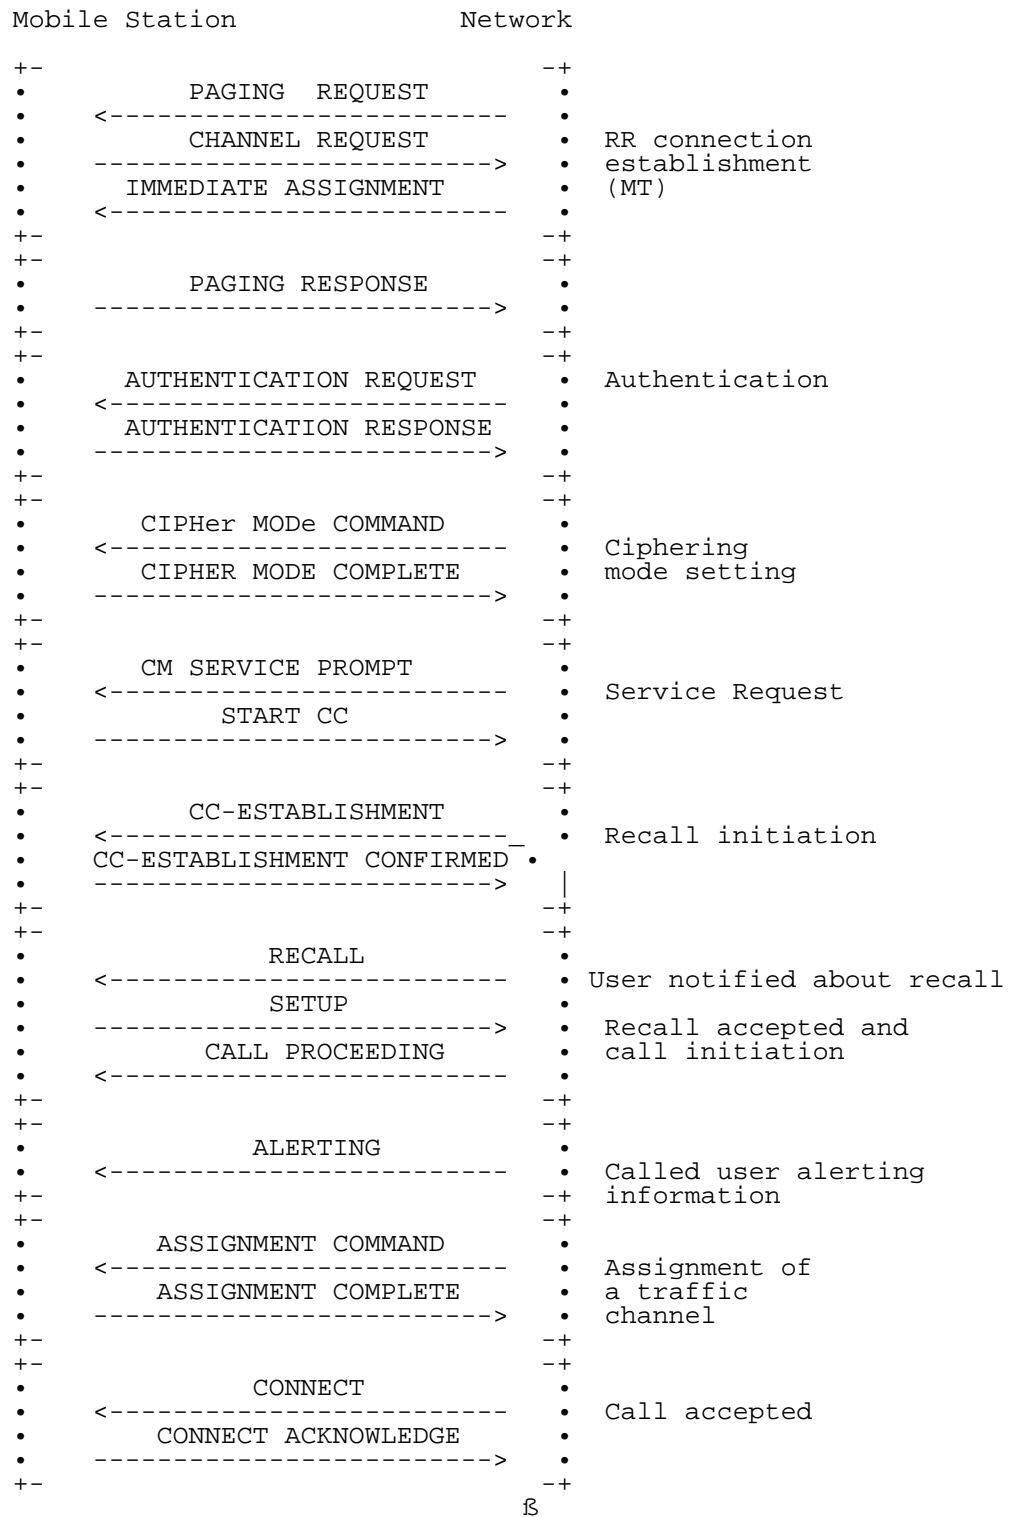 Mobile Station Network
+- -+
• PAGING REQUEST •
• <------------------------- •
• CHANNEL REQUEST • RR connection
• -------------------------> • establishment
• IMMEDIATE ASSIGNMENT • (MT)
• <------------------------- •
+- -+
+- -+
• PAGING RESPONSE •
• -------------------------> •
+- -+
+- -+
• AUTHENTICATION REQUEST • Authentication
• <------------------------- •
• AUTHENTICATION RESPONSE •
• -------------------------> •
+- -+
+- -+
• CIPHer MODe COMMAND •
• <------------------------- • Ciphering
• CIPHER MODE COMPLETE • mode setting
• -------------------------> •
+- -+
+- -+
• CM SERVICE PROMPT •
• <------------------------- • Service Request
• START CC •
• -------------------------> •
+- -+
+- -+
• CC-ESTABLISHMENT •
• <-------------------------_ • Recall initiation
• CC-ESTABLISHMENT CONFIRMED •
• -------------------------> |
+- -+
+- -+
• RECALL •
• <------------------------- • User notified about recall
• SETUP •
• -------------------------> • Recall accepted and
• CALL PROCEEDING • call initiation
• <------------------------- •
+- -+
+- -+
• ALERTING •
• <------------------------- • Called user alerting
+- -+ information
+- -+
• ASSIGNMENT COMMAND •
• <------------------------- • Assignment of
• ASSIGNMENT COMPLETE • a traffic
• -------------------------> • channel
+- -+
+- -+
• CONNECT •
• <------------------------- • Call accepted
• CONNECT ACKNOWLEDGE •
• -------------------------> •
+- -+
ß